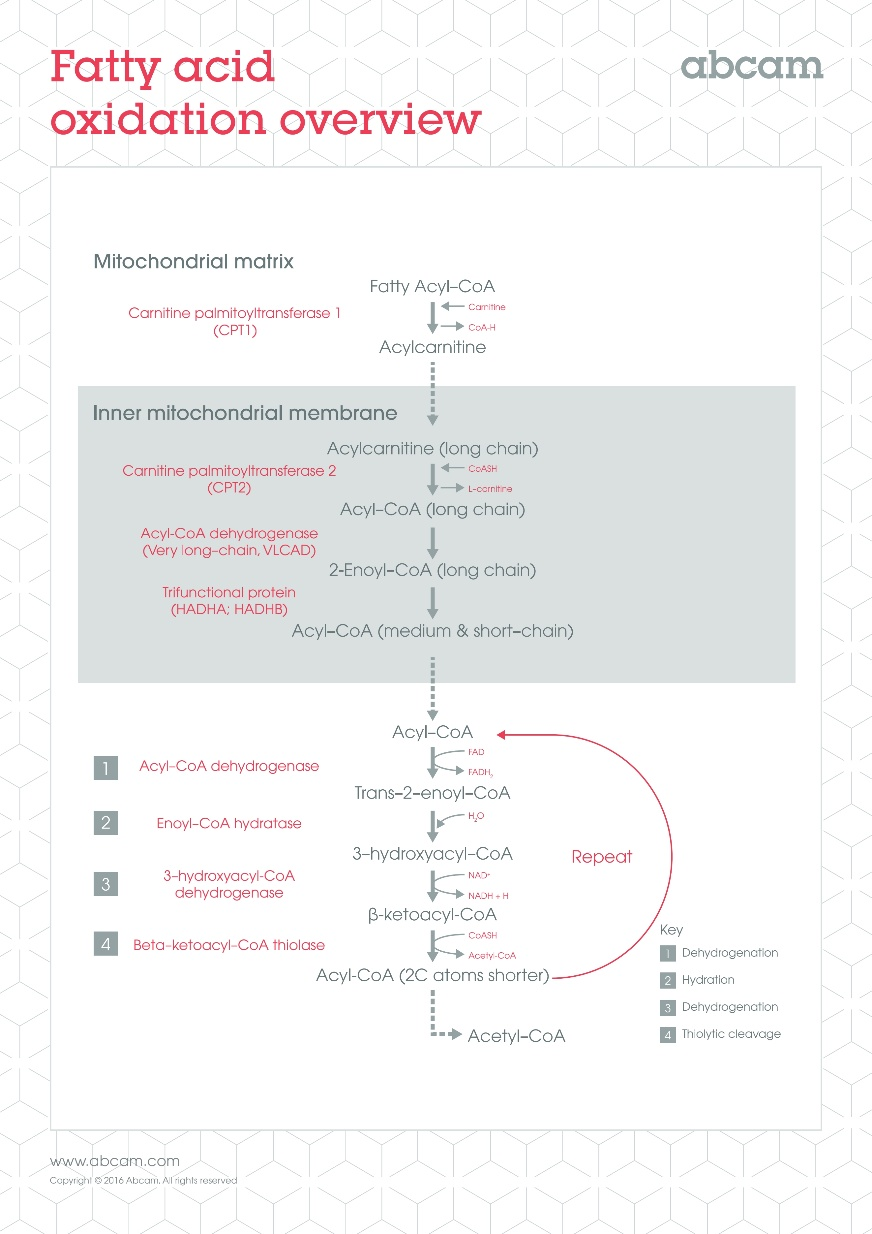 Fatty acid
oxidation overview
abcam
Mitochondrial matrix
Fatty Acyl–CoA
Carnitine palmitoyltransferase 1
(CPT1)
Carnitine
CoA-H
Acylcarnitine
Inner mitochondrial membrane
Acylcarnitine (long chain)
Carnitine palmitoyltransferase 2
(CPT2)
CoASH
L–carnitine
Acyl–CoA (long chain)
Acyl-CoA dehydrogenase
(Very long–chain, VLCAD)
2-Enoyl–CoA (long chain)
Trifunctional protein
(HADHA; HADHB)
Acyl–CoA (medium & short–chain)
Acyl–CoA
1 Acyl–CoA dehydrogenase
FAD
FADH₂
Trans–2–enoyl–CoA
2 Enoyl–CoA hydratase
H₂O
3–hydroxyacyl–CoA
Repeat
3 3–hydroxyacyl-CoA
dehydrogenase
NAD⁺
NADH + H
β-ketoacyl-CoA
4 Beta-ketoacyl–CoA thiolase
CoASH
Acetyl-CoA
Acyl-CoA (2C atoms shorter)
Acetyl–CoA
Key
1 Dehydrogenation
2 Hydration
3 Dehydrogenation
4 Thiolytic cleavage
www.abcam.com
Copyright © 2016 Abcam, All rights reserved